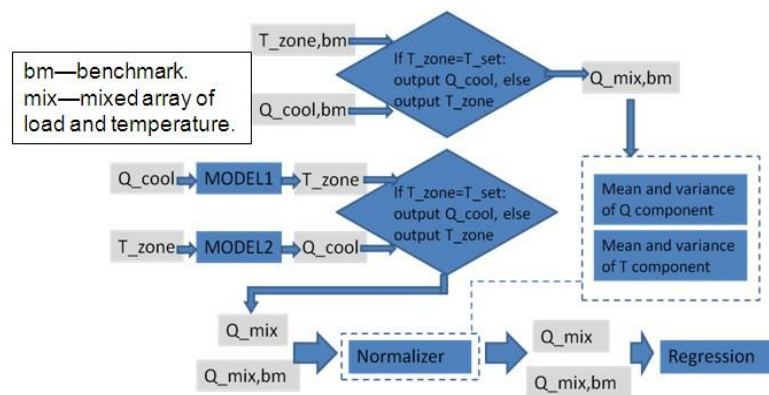 bm—benchmark.
mix—mixed array of
load and temperature.
T_zone,bm
Q_cool,bm
If T_zone=T_set:
output Q_cool, else
output T_zone
Q_mix,bm
Q_cool
MODEL1
T_zone
T_zone
MODEL2
Q_cool
If T_zone=T_set:
output Q_cool, else
output T_zone
Mean and variance
of Q component
Mean and variance
of T component
Q_mix
Q_mix,bm
Normalizer
Q_mix
Q_mix,bm
Regression